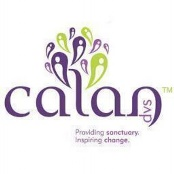 calan
dvs
™
Providing sanctuary.
Inspiring change.